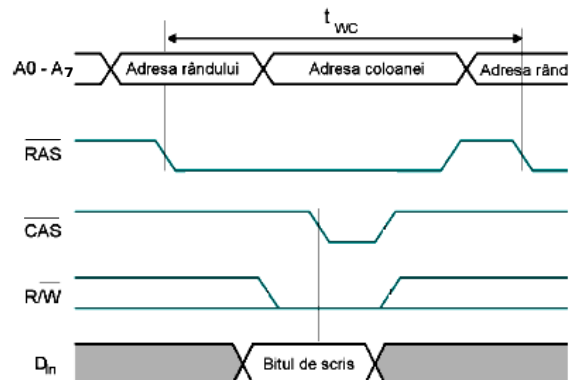 t WC
A0 - A7 Adresa rândului Adresa coloanei Adresa rând
RAS
CAS
R/W
Din Bitul de scris